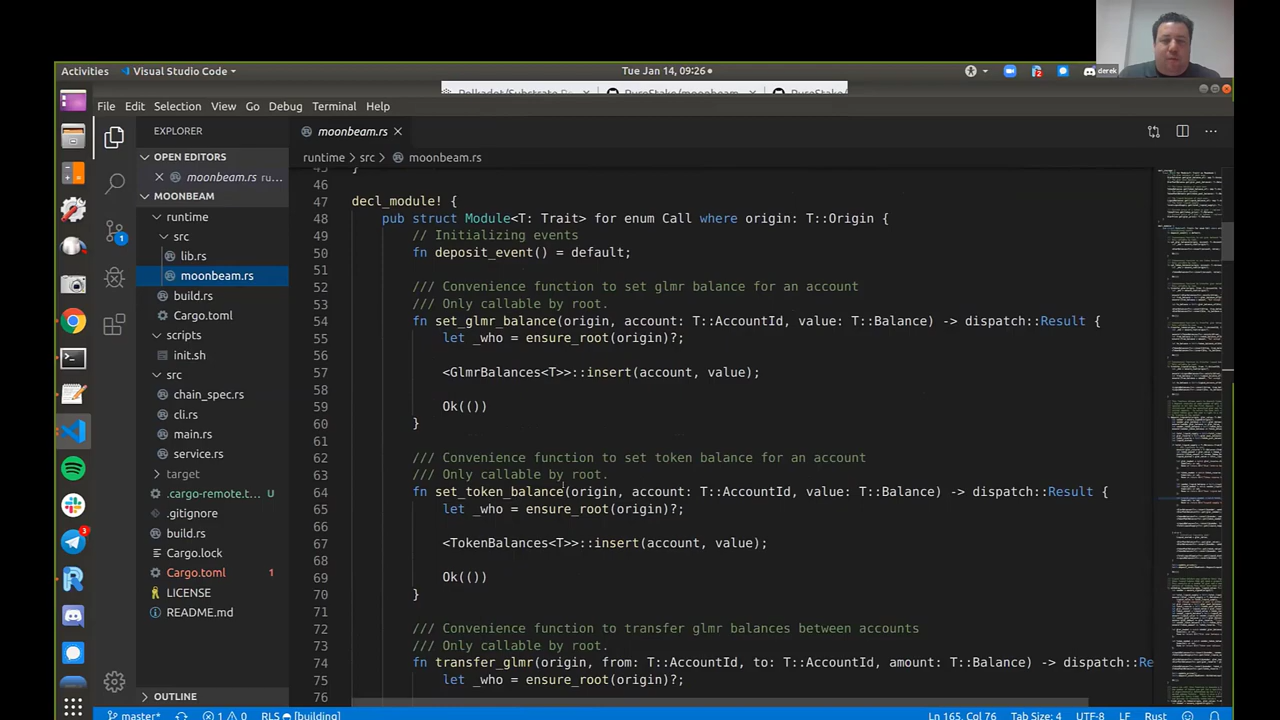 derek
Activities
Visual Studio Code
Tue Jan 14, 09:26
File Edit Selection View Go Debug Terminal Help
EXPLORER
moonbeam.rs
OPEN EDITORS
runtime > src > moonbeam.rs
moonbeam.rs ru...
MOONBEAM
runtime
src
lib.rs
moonbeam.rs
build.rs
Cargo.toml
scripts
init.sh
src
chain_spec.rs
cli.rs
main.rs
service.rs
target
.cargo-remote.t... U
.gitignore
build.rs
Cargo.lock
Cargo.toml 1
LICENSE
README.md
OUTLINE
46
47 decl_module! {
48 pub struct Module<T: Trait> for enum Call where origin: T::Origin {
49 // Initializing events
50 fn deposit_event() = default;
51
52 /// Convenience function to set glmr balance for an account
53 /// Only callable by root.
54 fn set_glmr_balance(origin, account: T::AccountId, value: T::Balance) -> dispatch::Result {
55 let _who = ensure_root(origin)?;
56
57 <GlmrBalances<T>>::insert(account, value);
58
59 Ok(())
60 }
61
62 /// Convenience function to set token balance for an account
63 /// Only callable by root.
64 fn set_token_balance(origin, account: T::AccountId, value: T::Balance) -> dispatch::Result {
65 let _who = ensure_root(origin)?;
66
67 <TokenBalances<T>>::insert(account, value);
68
69 Ok(())
70 }
71
72 /// Convenience function to transfer glmr between accounts
73 /// Only callable by root.
74 from: T::AccountId, T::AccountId, amount: T::Balance) -> dispatch::Re
75 let _who = ensure_root(origin)?;
76
master* 1 0 RLS [building] Ln 165, Col 76 Tab Size: 4 UTF-8 LF Rust